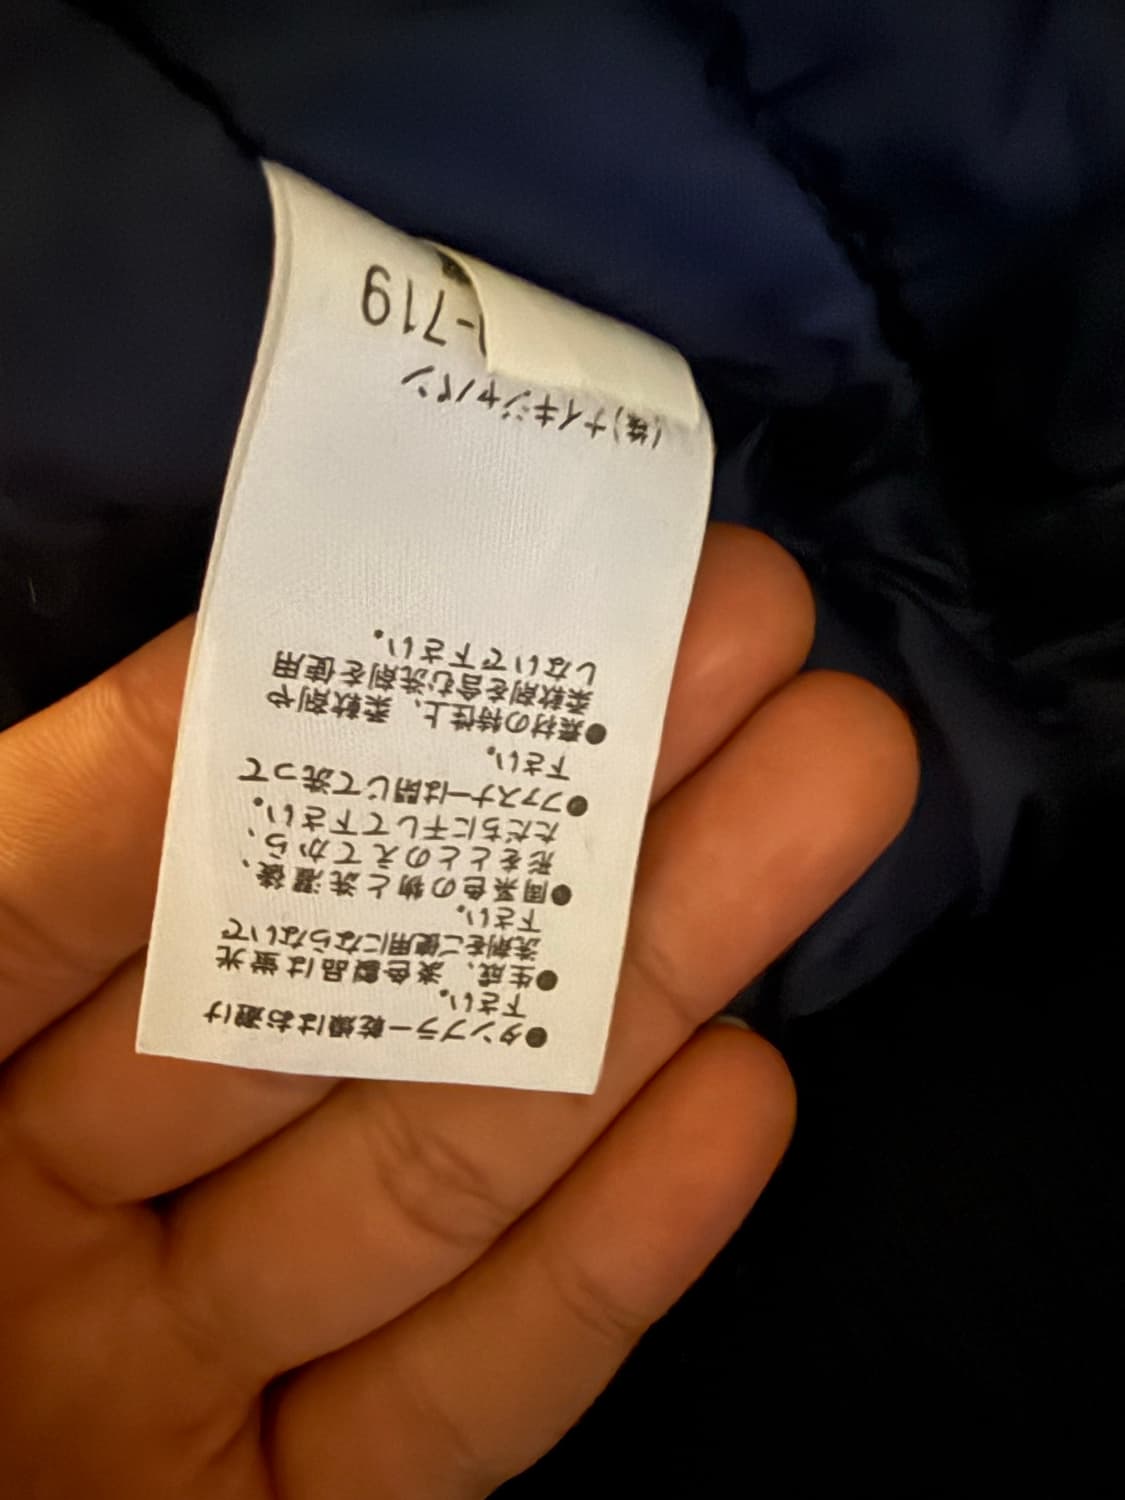 ●タンブラー乾燥はお避け
下さい。
●生成、淡色製品は蛍光
洗剤をご使用にならないで
下さい。
●同系色の物と洗濯後、
形をととのえてから、
ただちに干して下さい。
●ファスナーは閉じて洗って
下さい。
●素材の特性上、柔軟剤や
柔軟剤を含む洗剤を使用
しないで下さい。
(株)ナイキジャパン
-719